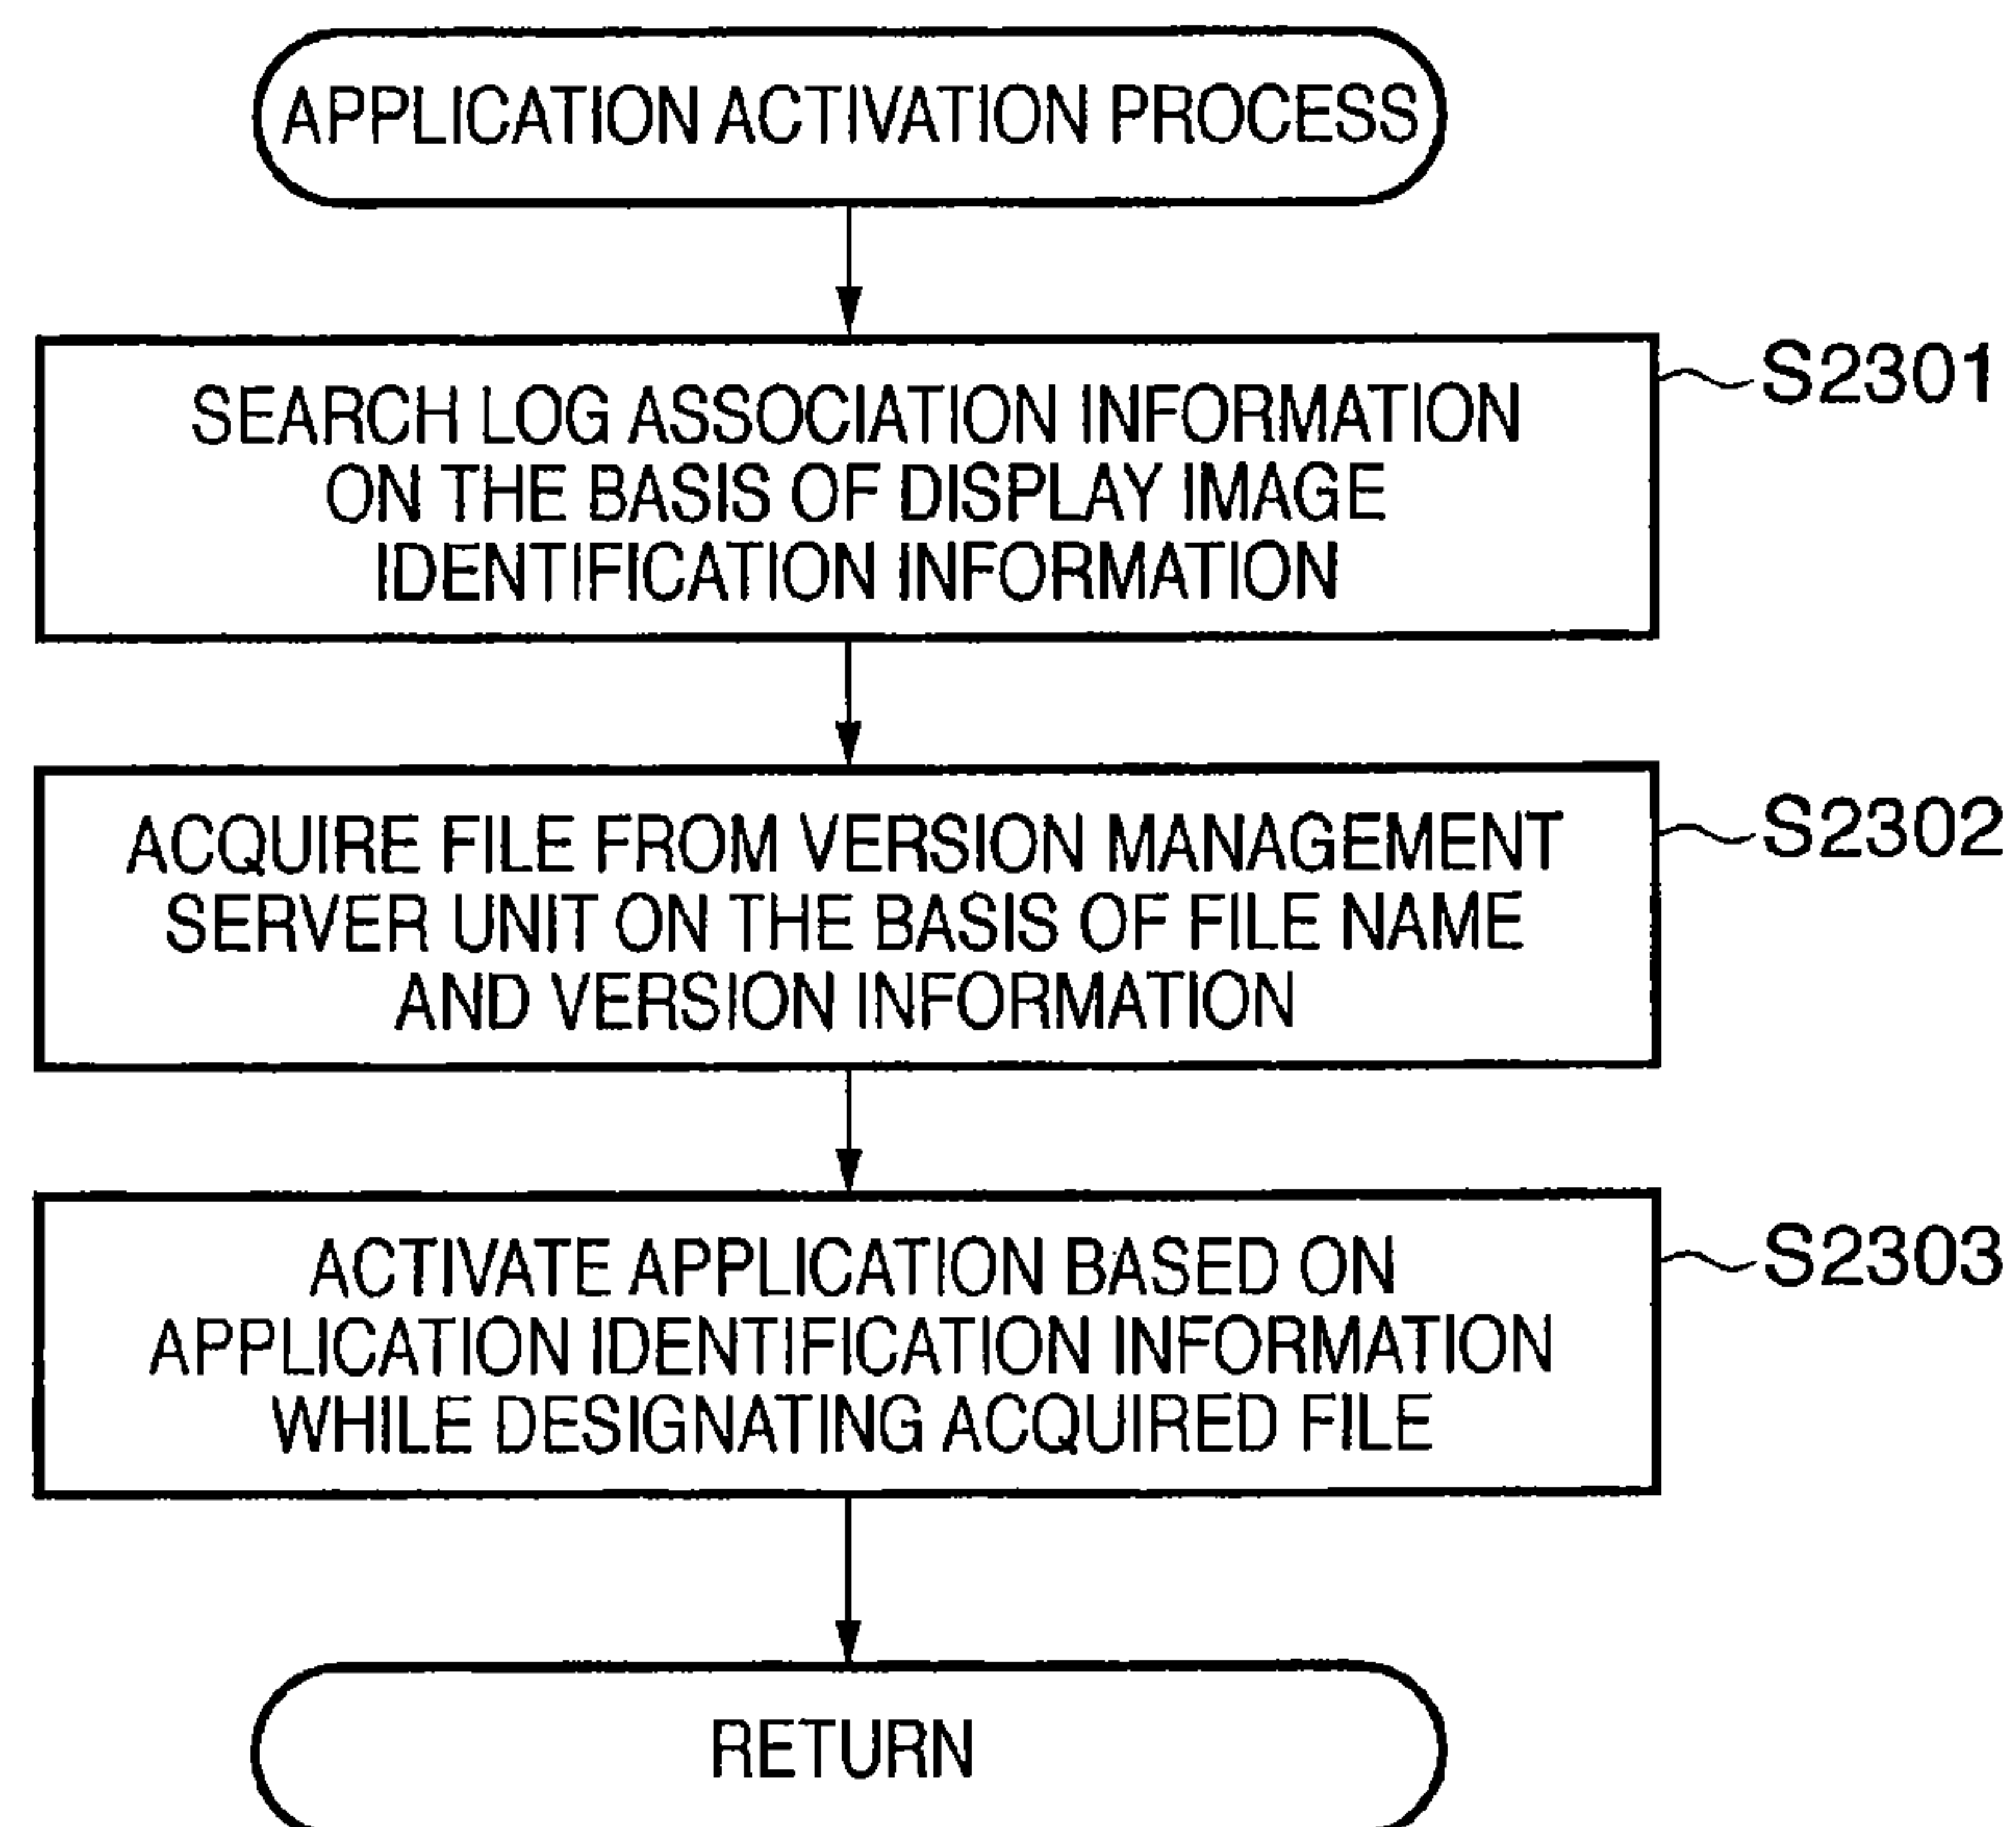 APPLICATION ACTIVATION PROCESS
SEARCH LOG ASSOCIATION INFORMATION
ON THE BASIS OF DISPLAY IMAGE
IDENTIFICATION INFORMATION
S2301
ACQUIRE FILE FROM VERSION MANAGEMENT
SERVER UNIT ON THE BASIS OF FILE NAME
AND VERSION INFORMATION
S2302
ACTIVATE APPLICATION BASED ON
APPLICATION IDENTIFICATION INFORMATION
WHILE DESIGNATING ACQUIRED FILE
S2303
RETURN